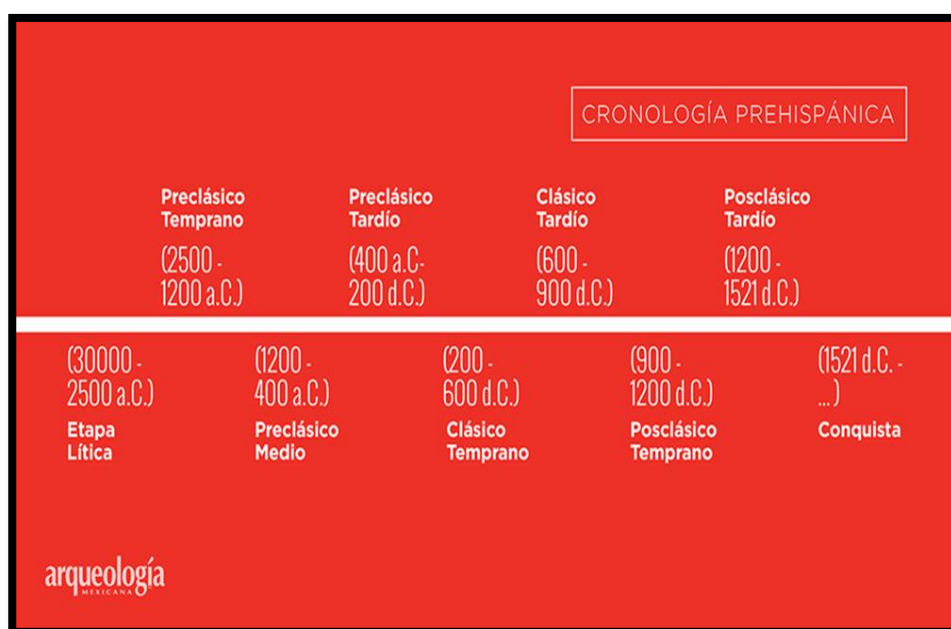 CRONOLOGÍA PREHISPÁNICA
Preclásico
Temprano
(2500 -
1200 a.C.)
Preclásico
Tardío
(400 a.C-
200 d.C.)
Clásico
Tardío
(600 -
900 d.C.)
Posclásico
Tardío
(1200 -
1521 d.C.)
(30000 -
2500 a.C.)
Etapa
Lítica
(1200 -
400 a.C.)
Preclásico
Medio
(200 -
600 d.C.)
Clásico
Temprano
(900 -
1200 d.C.)
Posclásico
Temprano
(1521 d.C. -
...)
Conquista
arqueología
MEXICANA